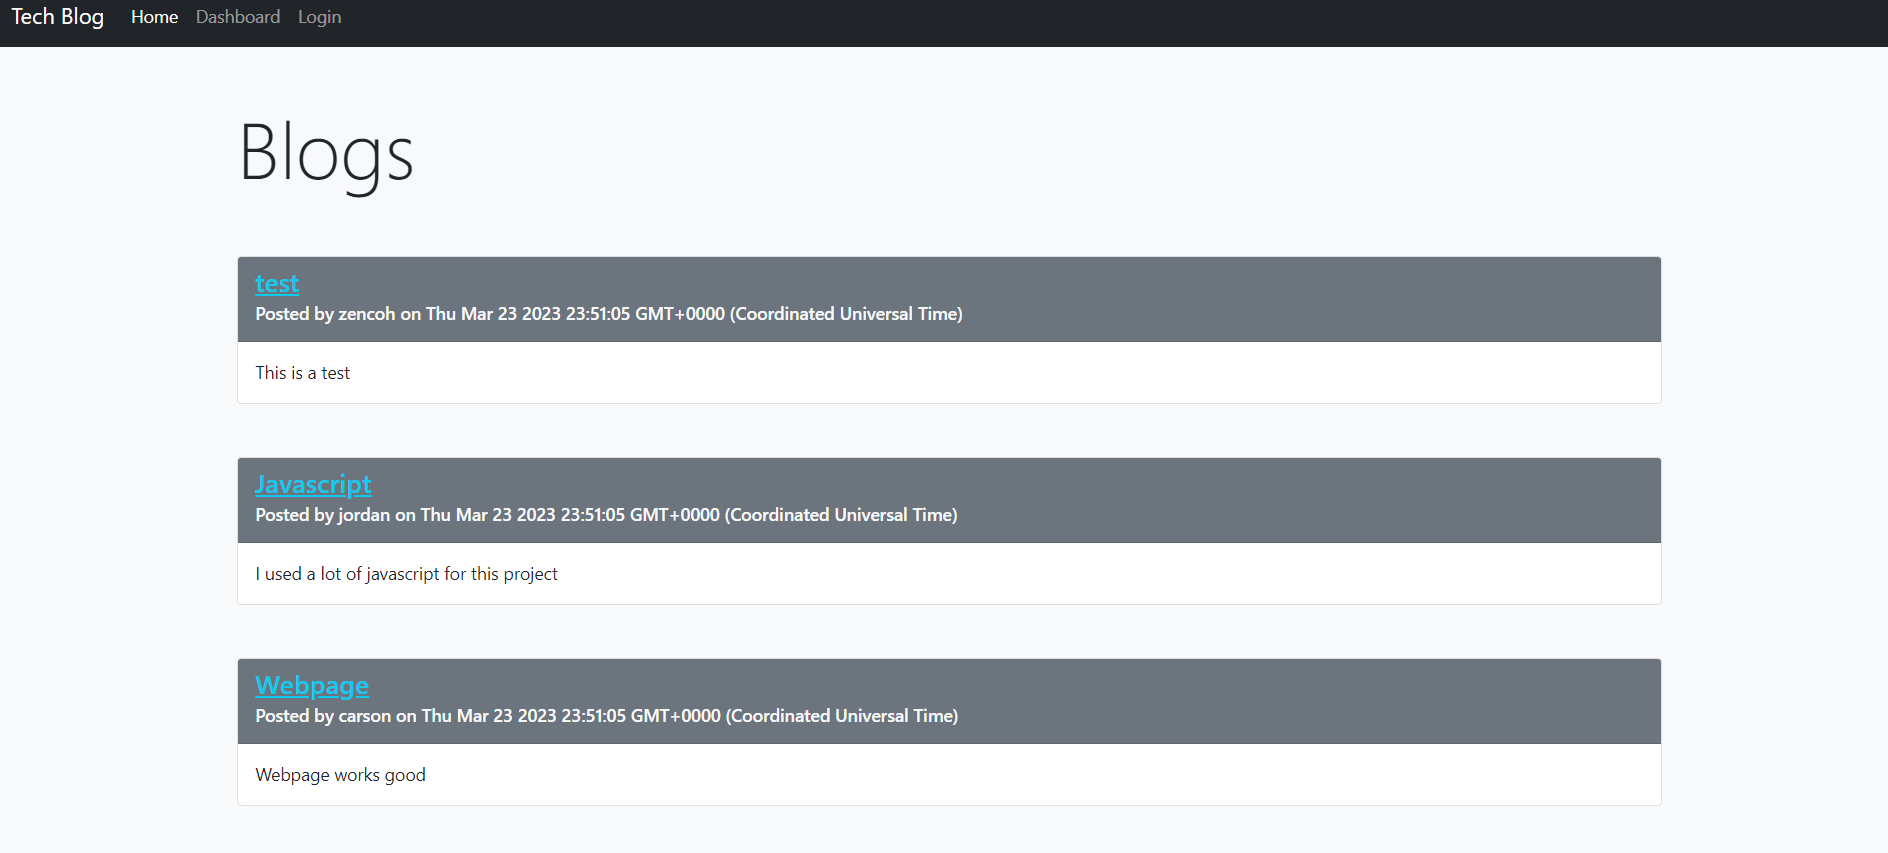 Tech Blog Home Dashboard Login
Blogs
test
Posted by zencoh on Thu Mar 23 2023 23:51:05 GMT+0000 (Coordinated Universal Time)
This is a test
Javascript
Posted by jordan on Thu Mar 23 2023 23:51:05 GMT+0000 (Coordinated Universal Time)
I used a lot of javascript for this project
Webpage
Posted by carson on Thu Mar 23 2023 23:51:05 GMT+0000 (Coordinated Universal Time)
Webpage works good